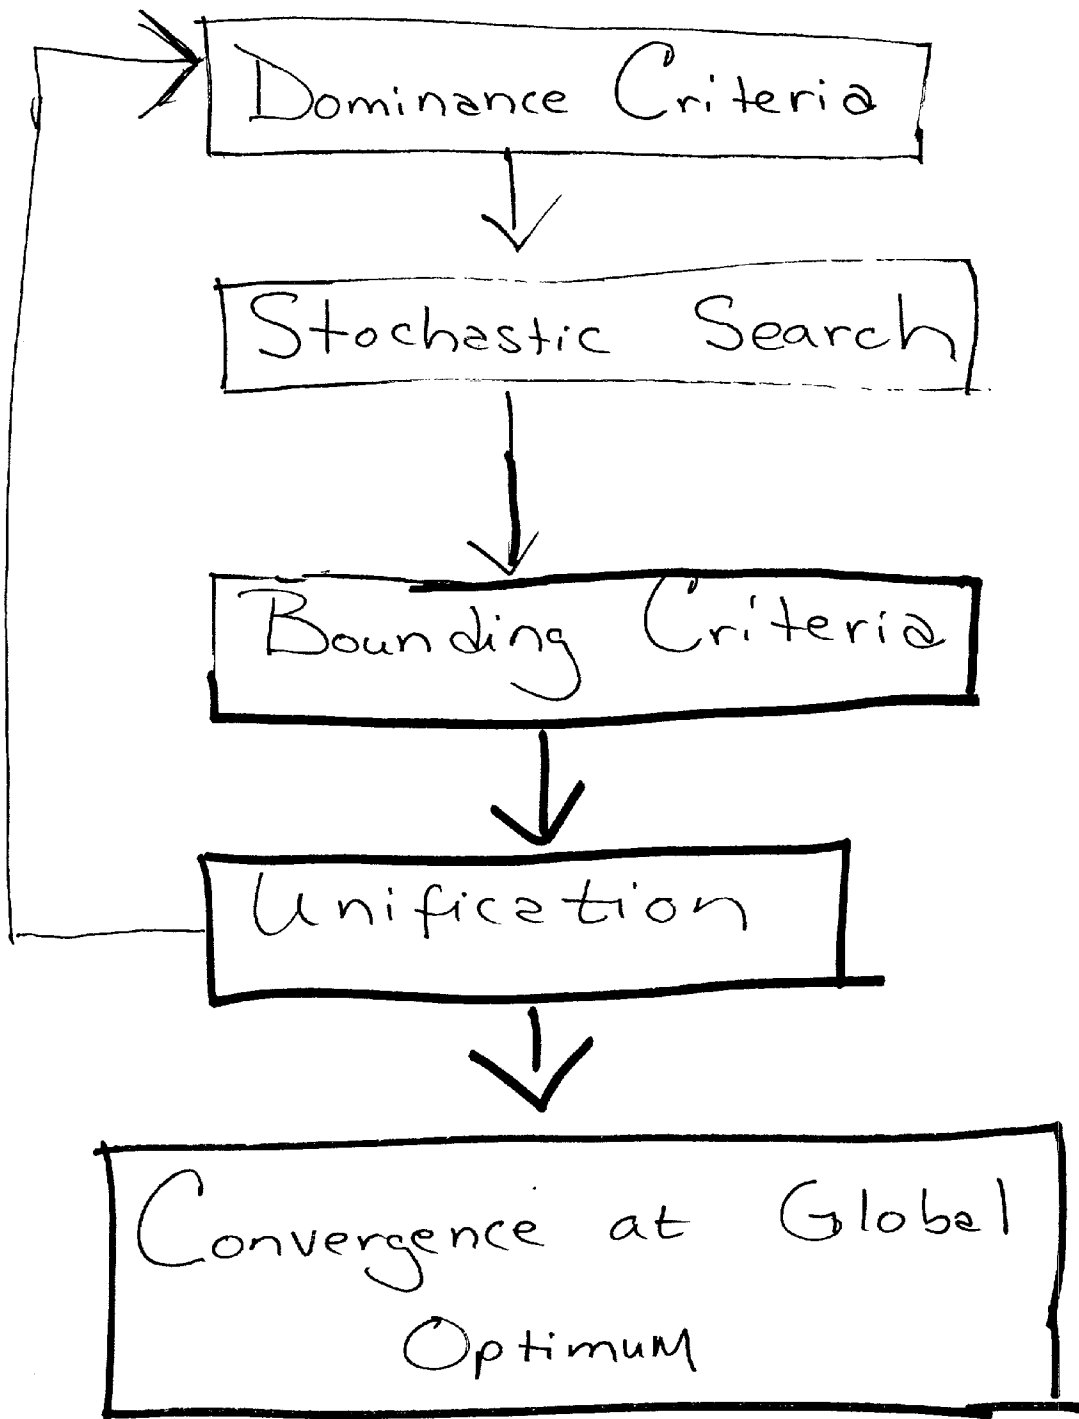 Dominance Criteria
Stochastic Search
Bounding Criteria
Unification
Convergence at Global
Optimum